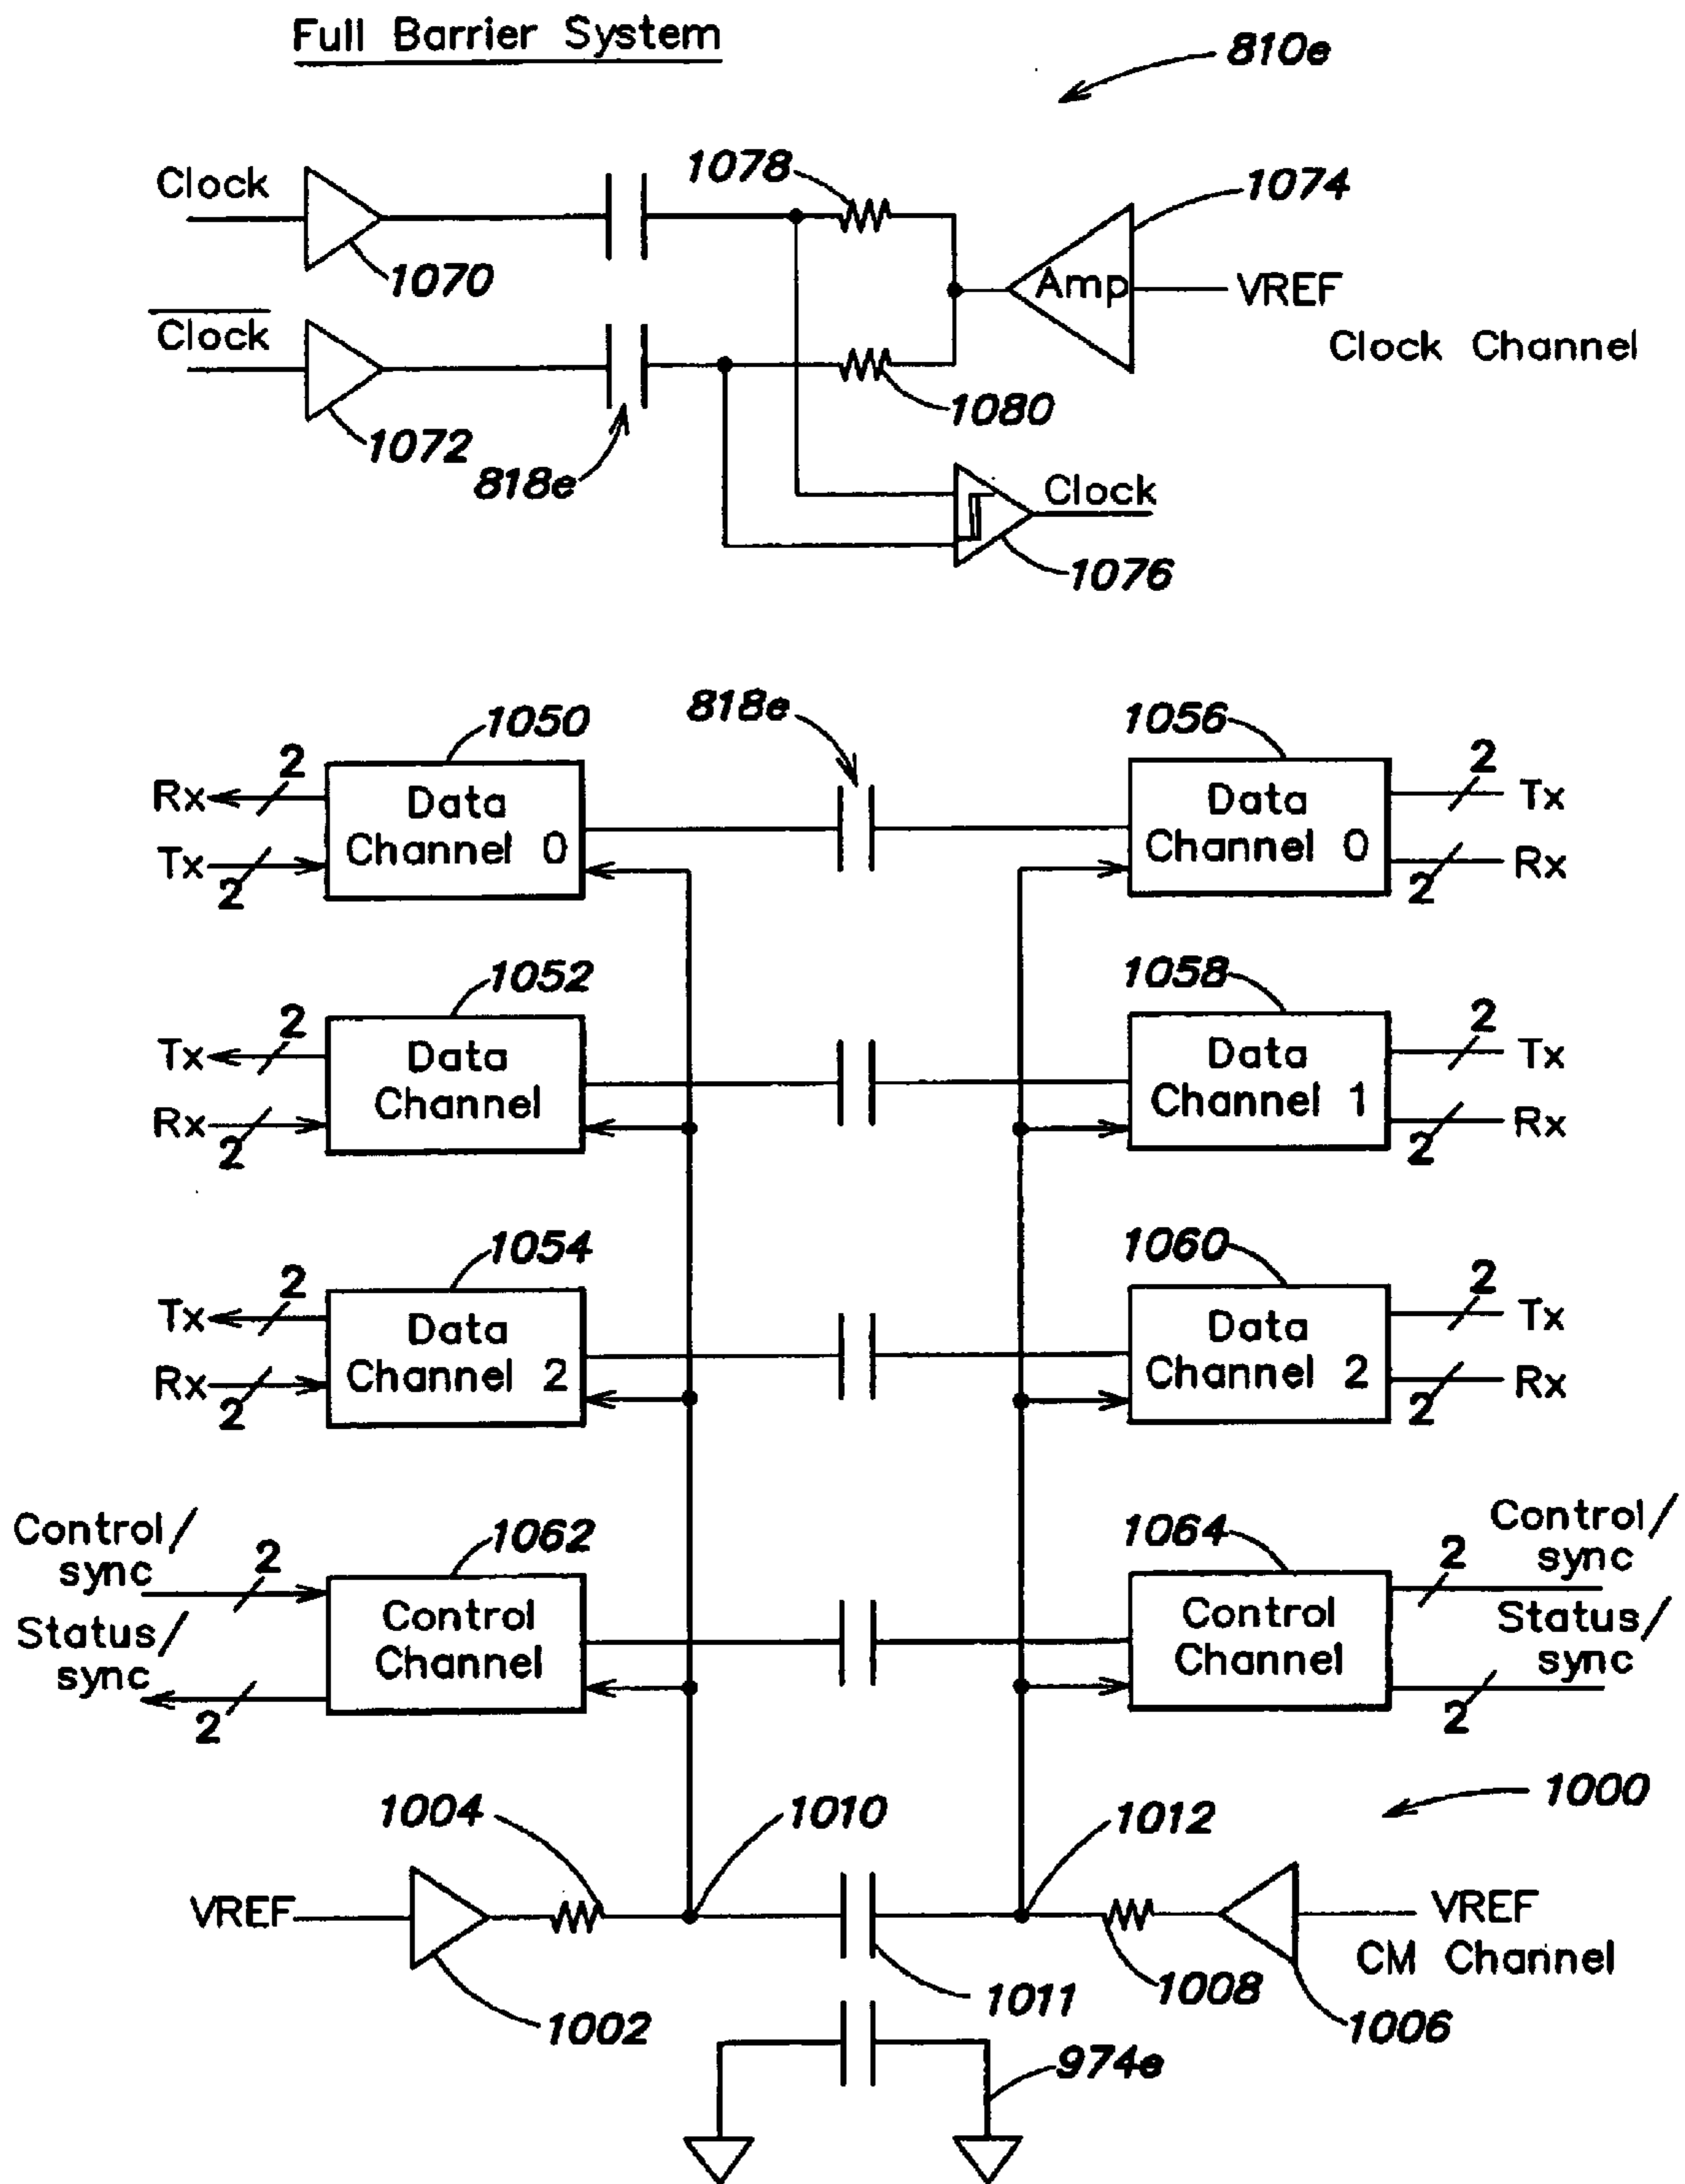 Full Barrier System
810e
Clock
1078
1074
1070
Amp
VREF
Clock
Clock Channel
1072
1080
818e
Clock
1076
1050
818e
1056
2
2
Rx
Data
Channel 0
Data
Channel 0
Tx
Tx
2
2
Rx
1052
1058
2
2
Tx
Data
Channel
Data
Channel 1
Tx
Rx
2
2
Rx
1054
1060
2
2
Tx
Data
Channel 2
Data
Channel 2
Tx
Rx
2
2
Rx
Control/
sync
2
1062
1064
2
Control/
sync
Status/
sync
Control
Channel
Control
Channel
Status/
sync
2
2
1004
1010
1012
1000
VREF
VREF
CM Channel
1002
1011
1008
1006
974e